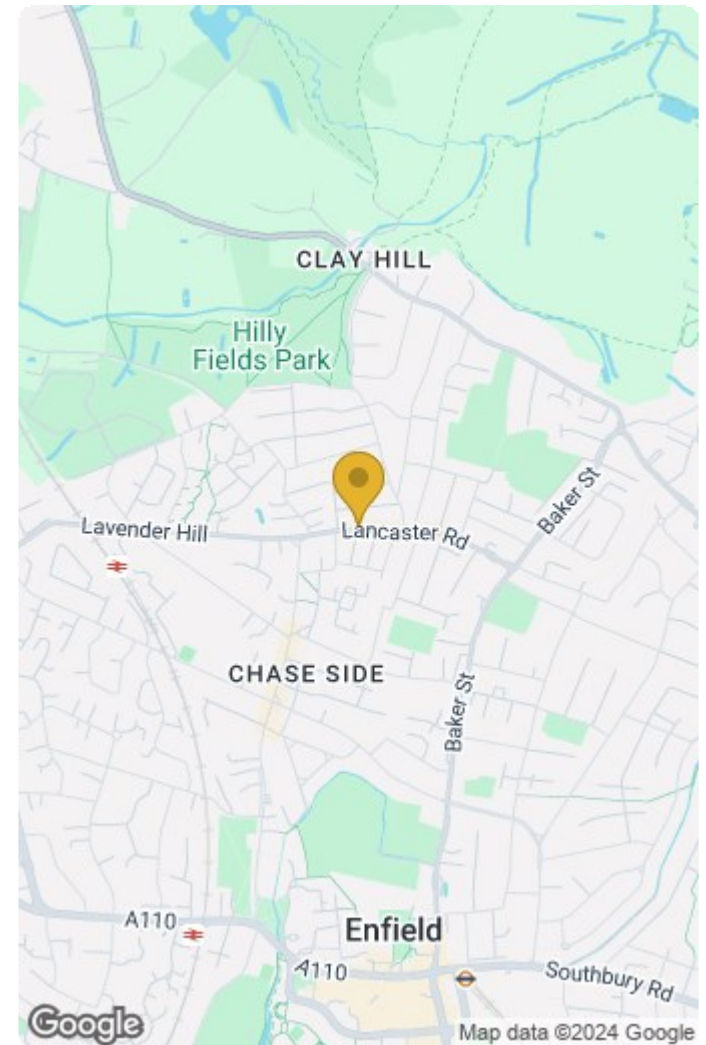 CLAY HILL
Hilly
Fields Park
Baker St
Lavender Hill
Lancaster Rd
CHASE SIDE
Baker St
A110
Enfield
A110
Southbury Rd
Google
Map data ©2024 Google